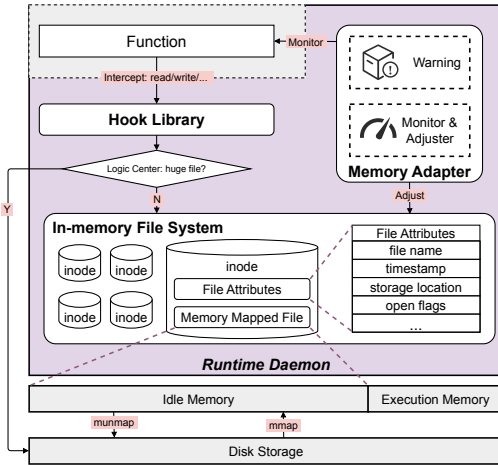 Function
Monitor
Warning
Intercept: read/write/...
Hook Library
Monitor &
Adjuster
Logic Center: huge file?
Memory Adapter
Y
N
Adjust
In-memory File System
inode
inode
inode
inode
inode
File Attributes
Memory Mapped File
File Attributes
file name
timestamp
storage location
open flags
...
Runtime Daemon
Idle Memory
Execution Memory
munmap
mmap
Disk Storage